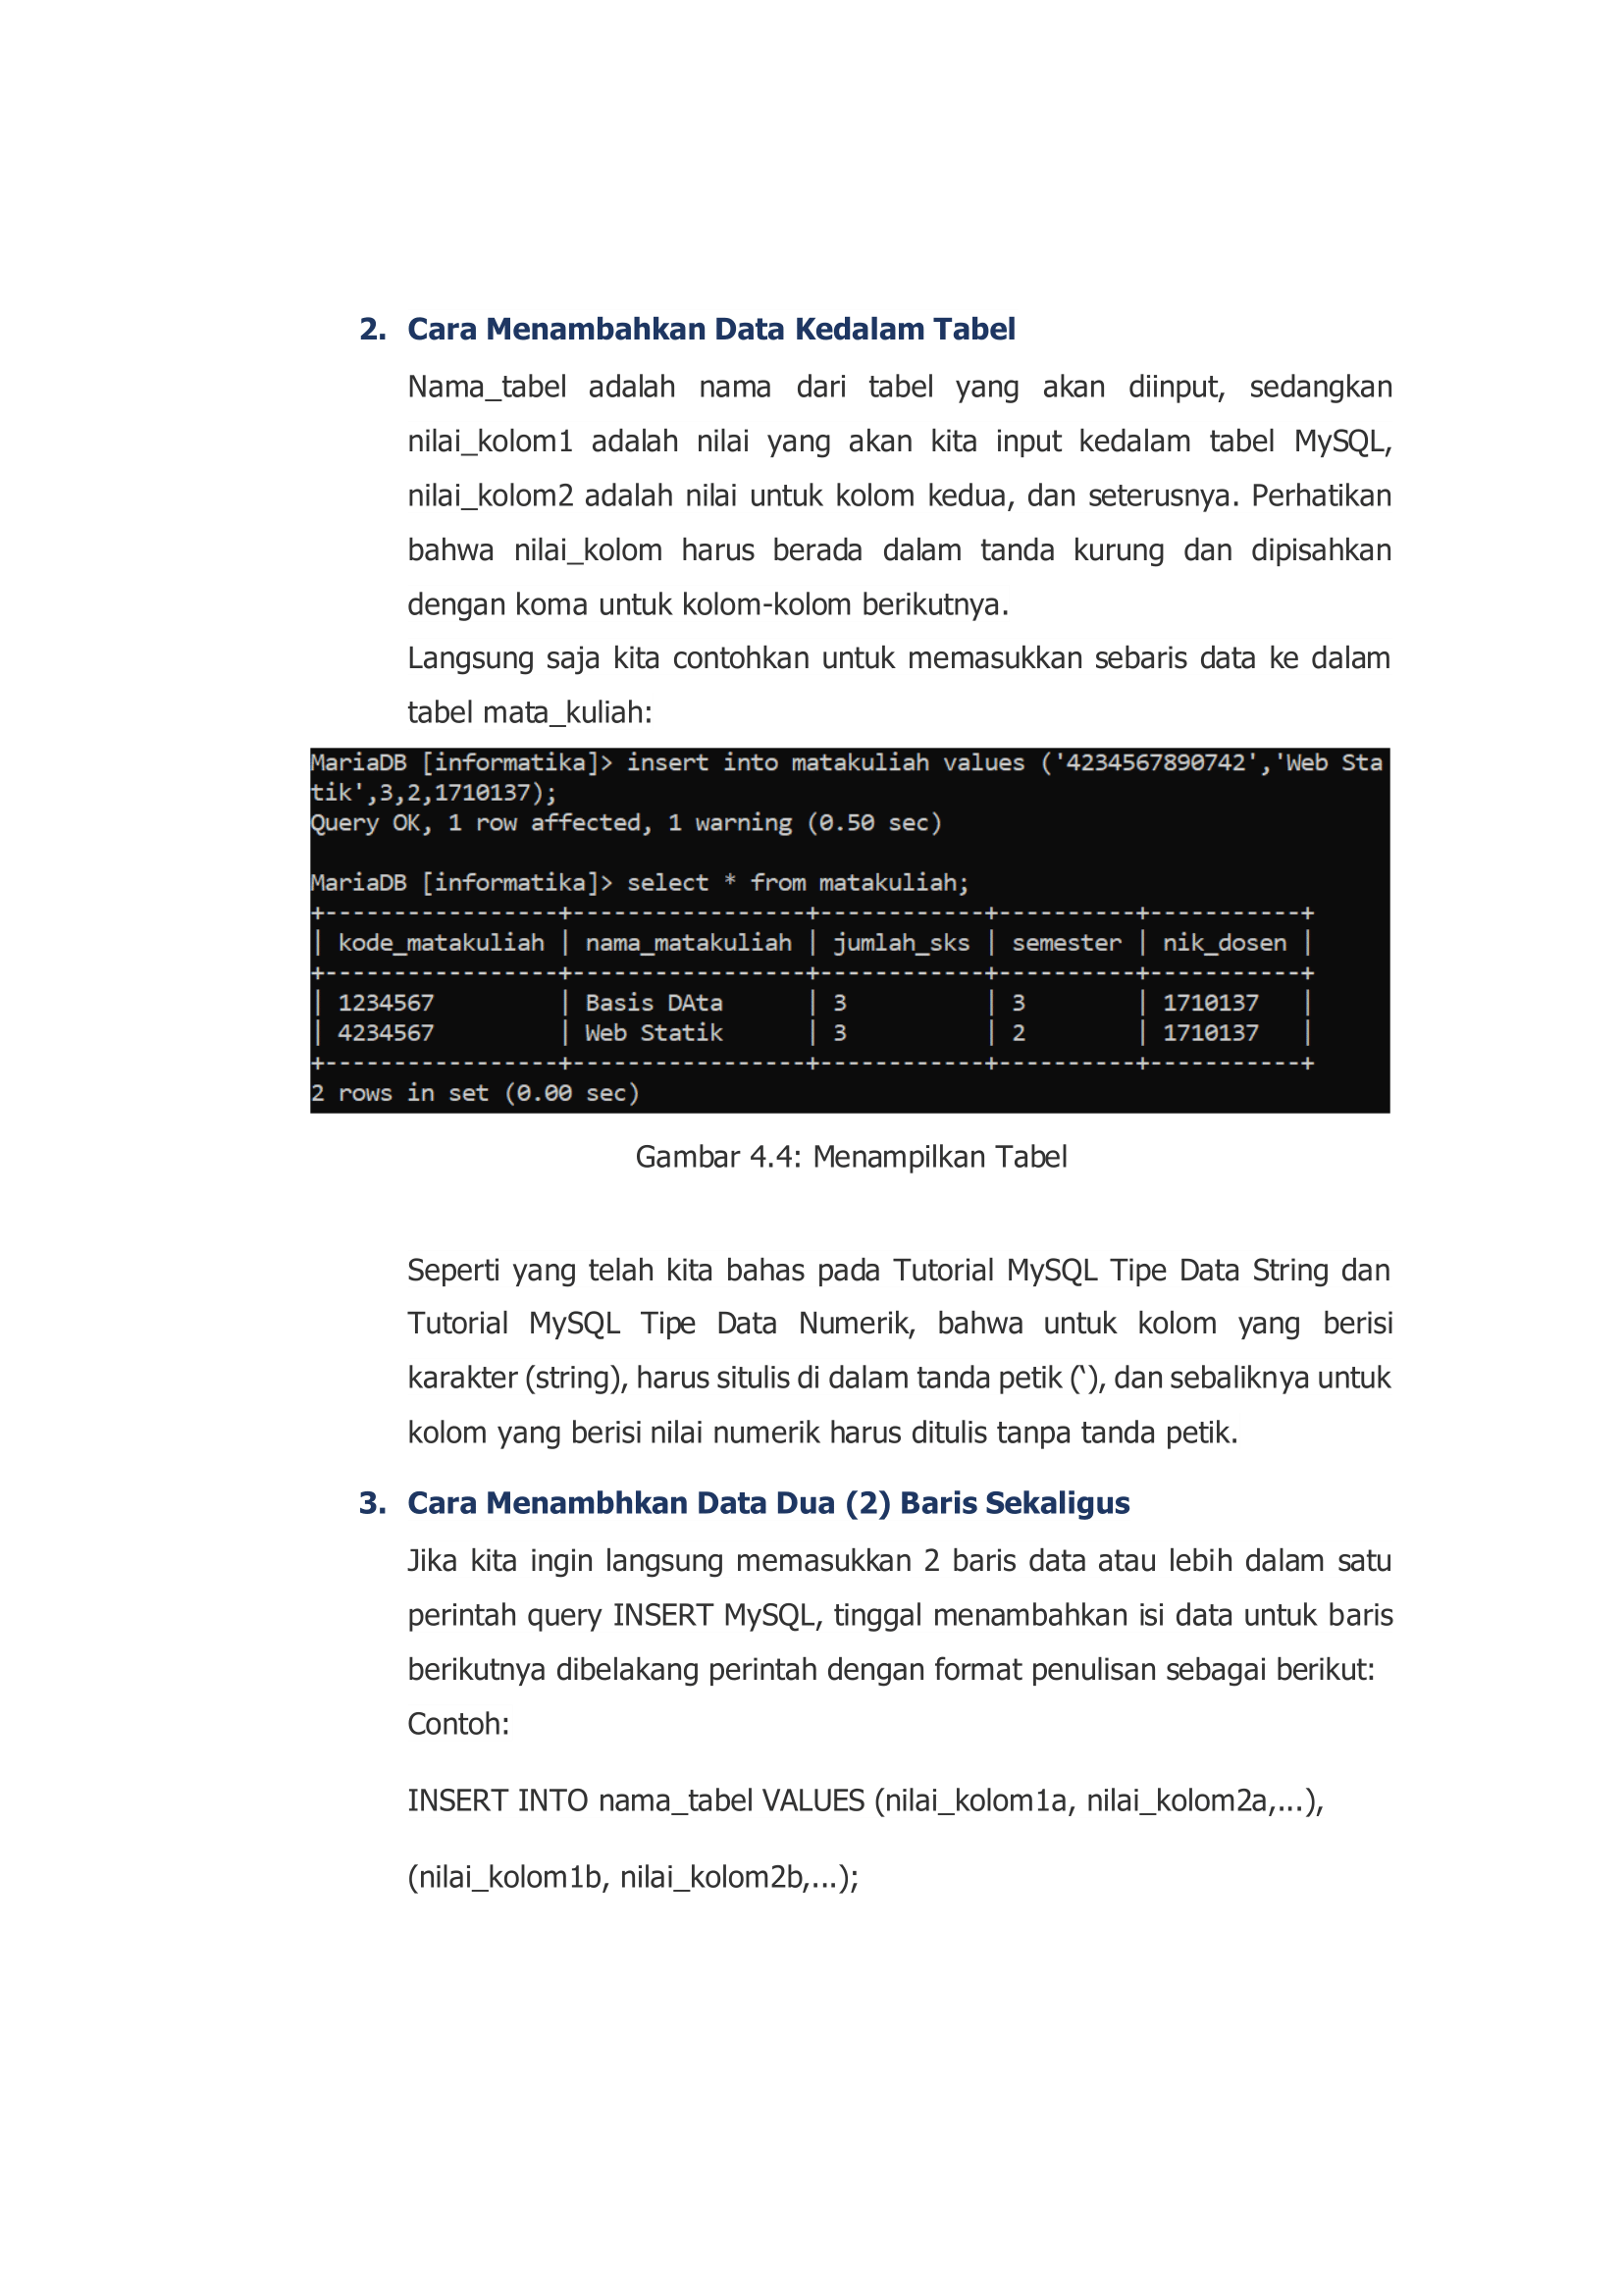 2. Cara Menambahkan Data Kedalam Tabel
Nama_tabel adalah nama dari tabel yang akan diinput, sedangkan
nilai_kolom1 adalah nilai yang akan kita input kedalam tabel MySQL,
nilai_kolom2 adalah nilai untuk kolom kedua, dan seterusnya. Perhatikan
bahwa nilai_kolom harus berada dalam tanda kurung dan dipisahkan
dengan koma untuk kolom-kolom berikutnya.
Langsung saja kita contohkan untuk memasukkan sebaris data ke dalam
tabel mata_kuliah:
MariaDB [informatika]> insert into matakuliah values ('4234567890742','Web Sta
tik',3,2,1710137);
Query OK, 1 row affected, 1 warning (0.50 sec)
MariaDB [informatika]> select * from matakuliah;
+-----------------+-----------------+------------+----------+-----------+
| kode_matakuliah | nama_matakuliah | jumlah_sks | semester | nik_dosen |
+-----------------+-----------------+------------+----------+-----------+
| 1234567         | Basis DAta      | 3          | 3        | 1710137   |
| 4234567         | Web Statik      | 3          | 2        | 1710137   |
+-----------------+-----------------+------------+----------+-----------+
2 rows in set (0.00 sec)
Gambar 4.4: Menampilkan Tabel
Seperti yang telah kita bahas pada Tutorial MySQL Tipe Data String dan
Tutorial MySQL Tipe Data Numerik, bahwa untuk kolom yang berisi
karakter (string), harus situlis di dalam tanda petik (‛), dan sebaliknya untuk
kolom yang berisi nilai numerik harus ditulis tanpa tanda petik.
3. Cara Menambhkan Data Dua (2) Baris Sekaligus
Jika kita ingin langsung memasukkan 2 baris data atau lebih dalam satu
perintah query INSERT MySQL, tinggal menambahkan isi data untuk baris
berikutnya dibelakang perintah dengan format penulisan sebagai berikut:
Contoh:
INSERT INTO nama_tabel VALUES (nilai_kolom1a, nilai_kolom2a,...),
(nilai_kolom1b, nilai_kolom2b,...);